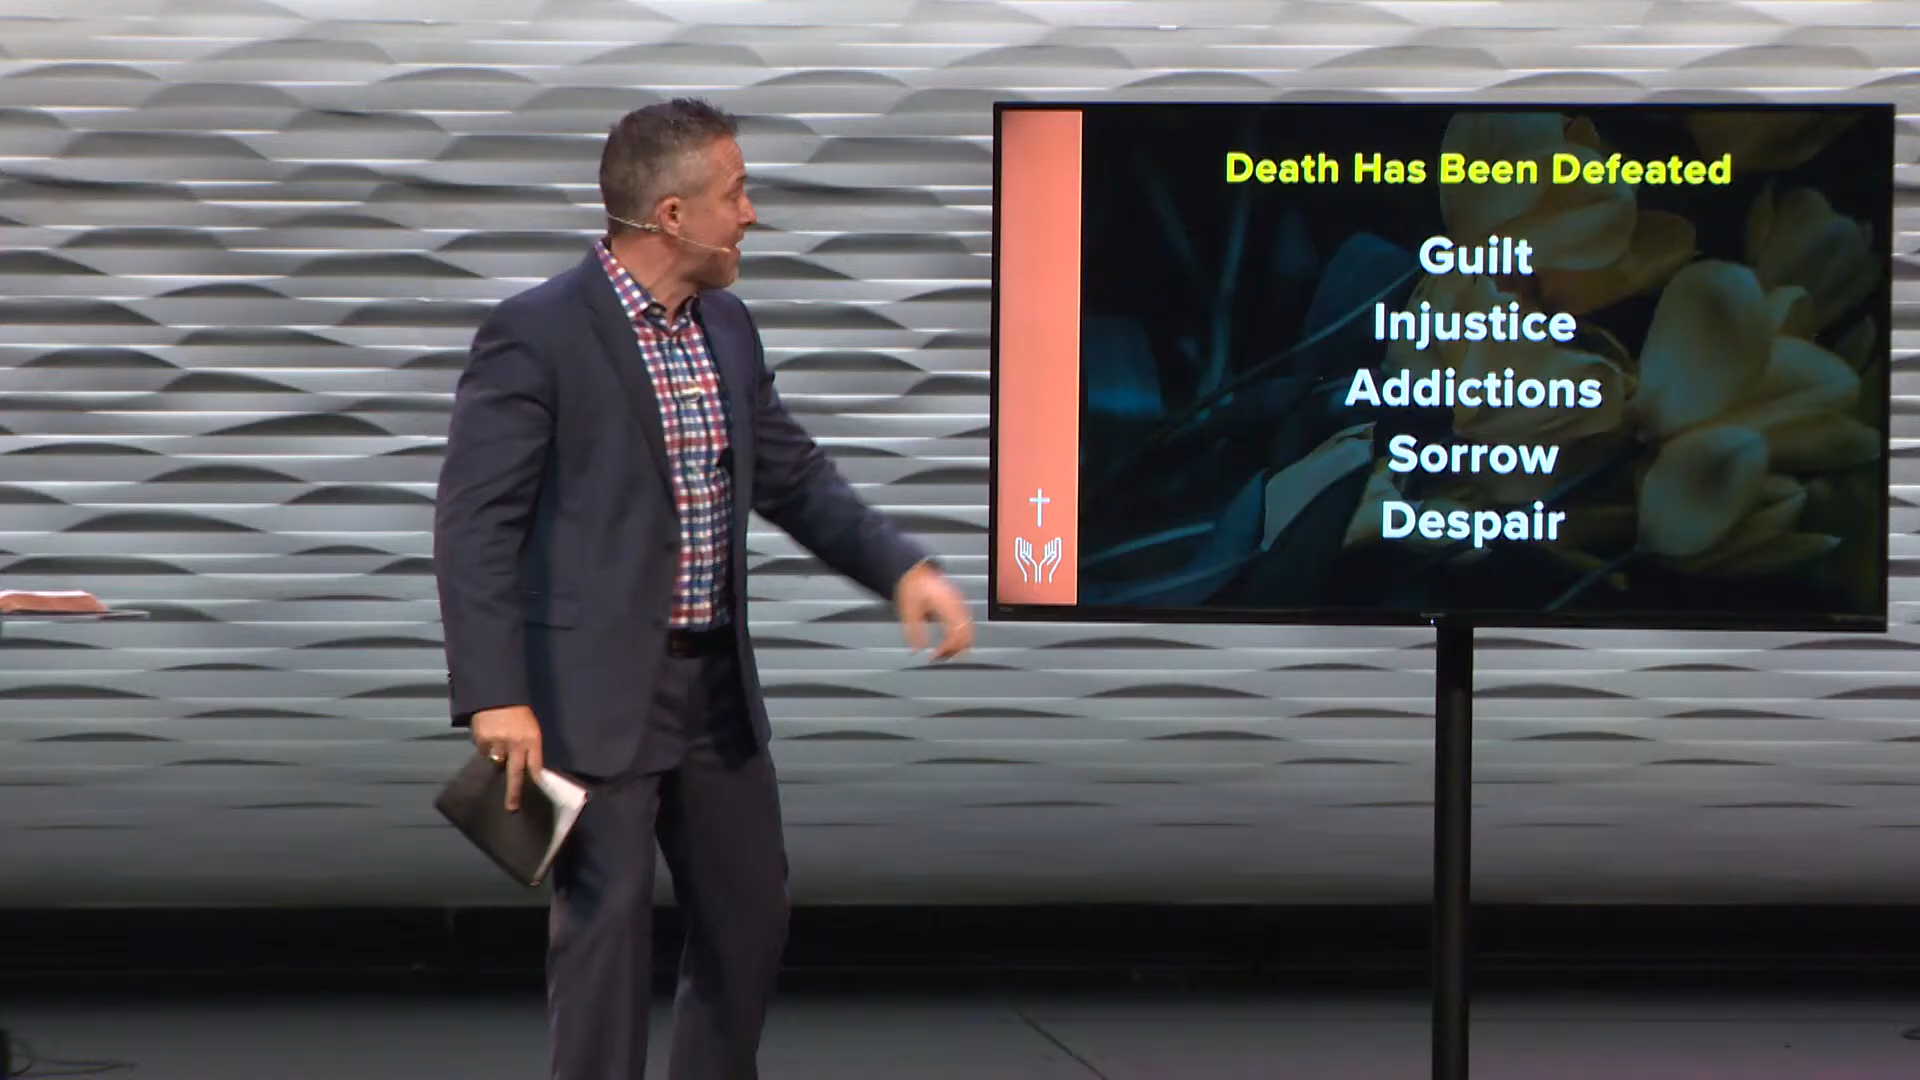 Death Has Been Defeated
Guilt
Injustice
Addictions
Sorrow
Despair